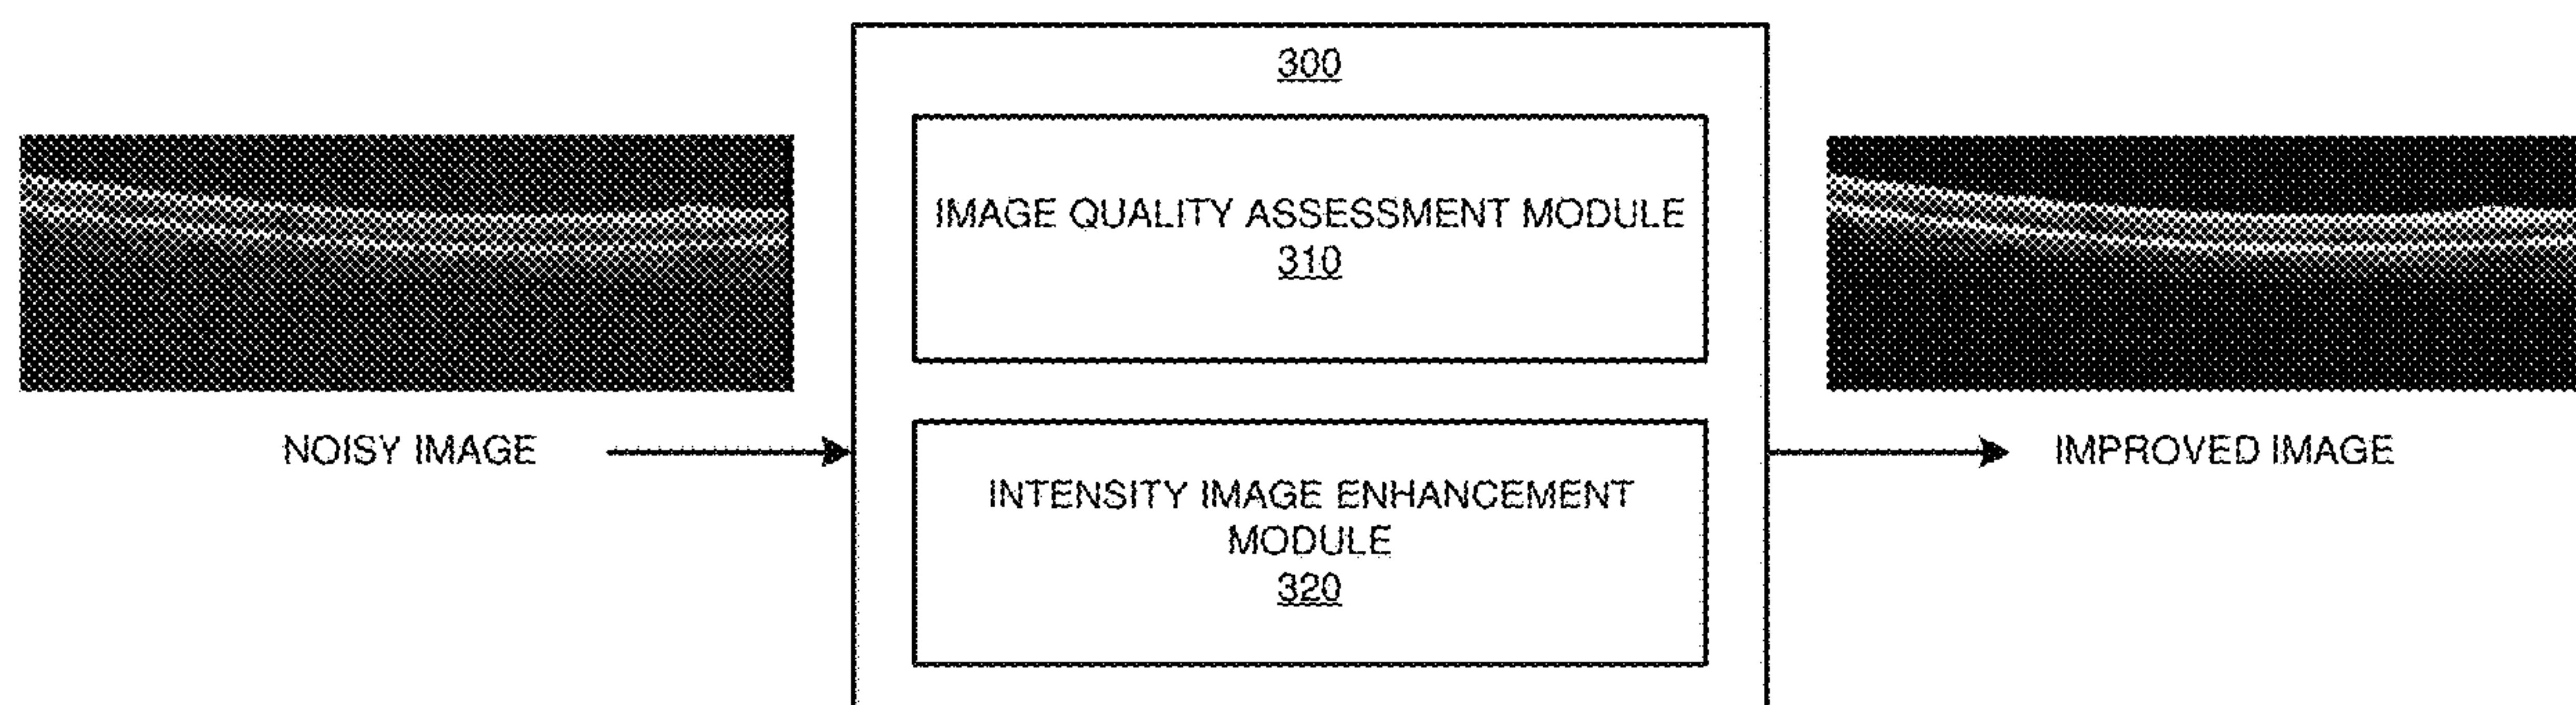 300
IMAGE QUALITY ASSESSMENT MODULE
310
NOISY IMAGE
IMPROVED IMAGE
INTENSITY IMAGE ENHANCEMENT
MODULE
320